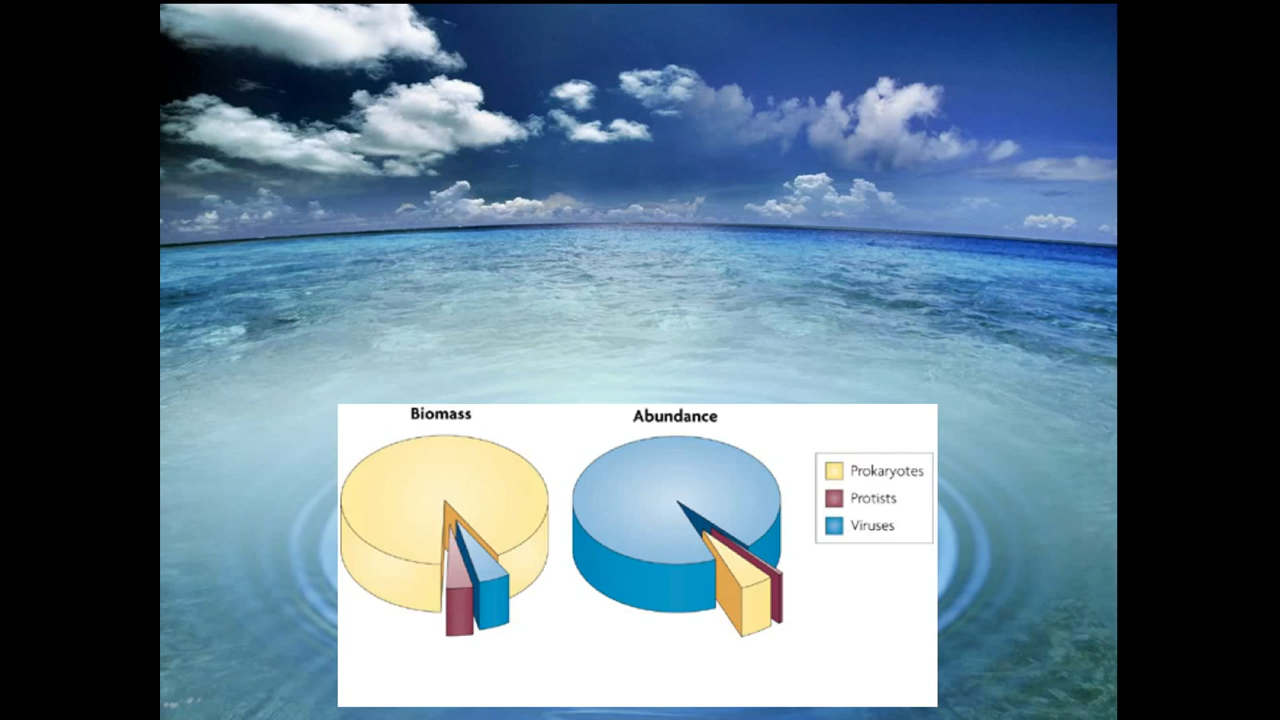 Biomass
Abundance
Prokaryotes
Protists
Viruses